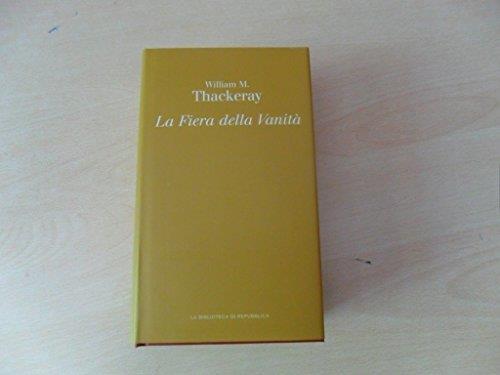 William M.
Thackeray
La Fiera della Vanità
LA BIBLIOTECA DI REPUBBLICA